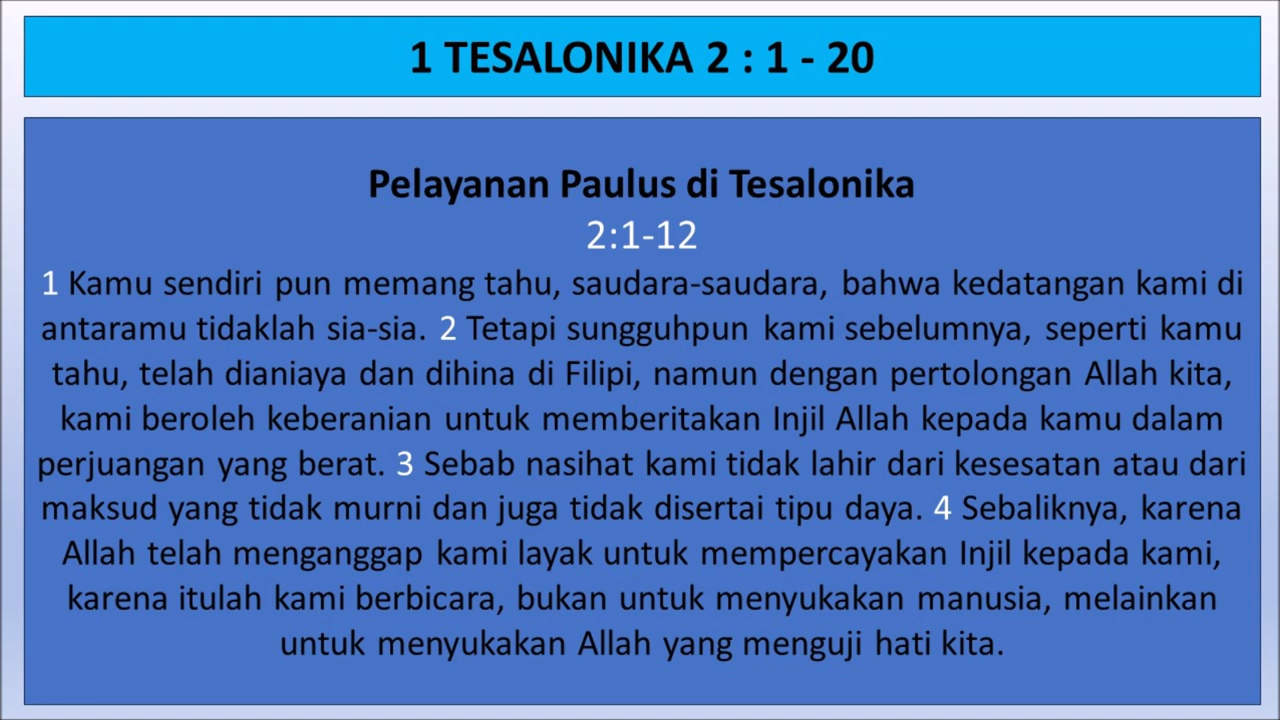 1 TESALONIKA 2 : 1 - 20
Pelayanan Paulus di Tesalonika
2:1-12
1 Kamu sendiri pun memang tahu, saudara-saudara, bahwa kedatangan kami di
antaramu tidaklah sia-sia. 2 Tetapi sungguhpun kami sebelumnya, seperti kamu
tahu, telah dianiaya dan dihina di Filipi, namun dengan pertolongan Allah kita,
kami beroleh keberanian untuk memberitakan Injil Allah kepada kamu dalam
perjuangan yang berat. 3 Sebab nasihat kami tidak lahir dari kesesatan atau dari
maksud yang tidak murni dan juga tidak disertai tipu daya. 4 Sebaliknya, karena
Allah telah menganggap kami layak untuk mempercayakan Injil kepada kami,
karena itulah kami berbicara, bukan untuk menyukakan manusia, melainkan
untuk menyukakan Allah yang menguji hati kita.